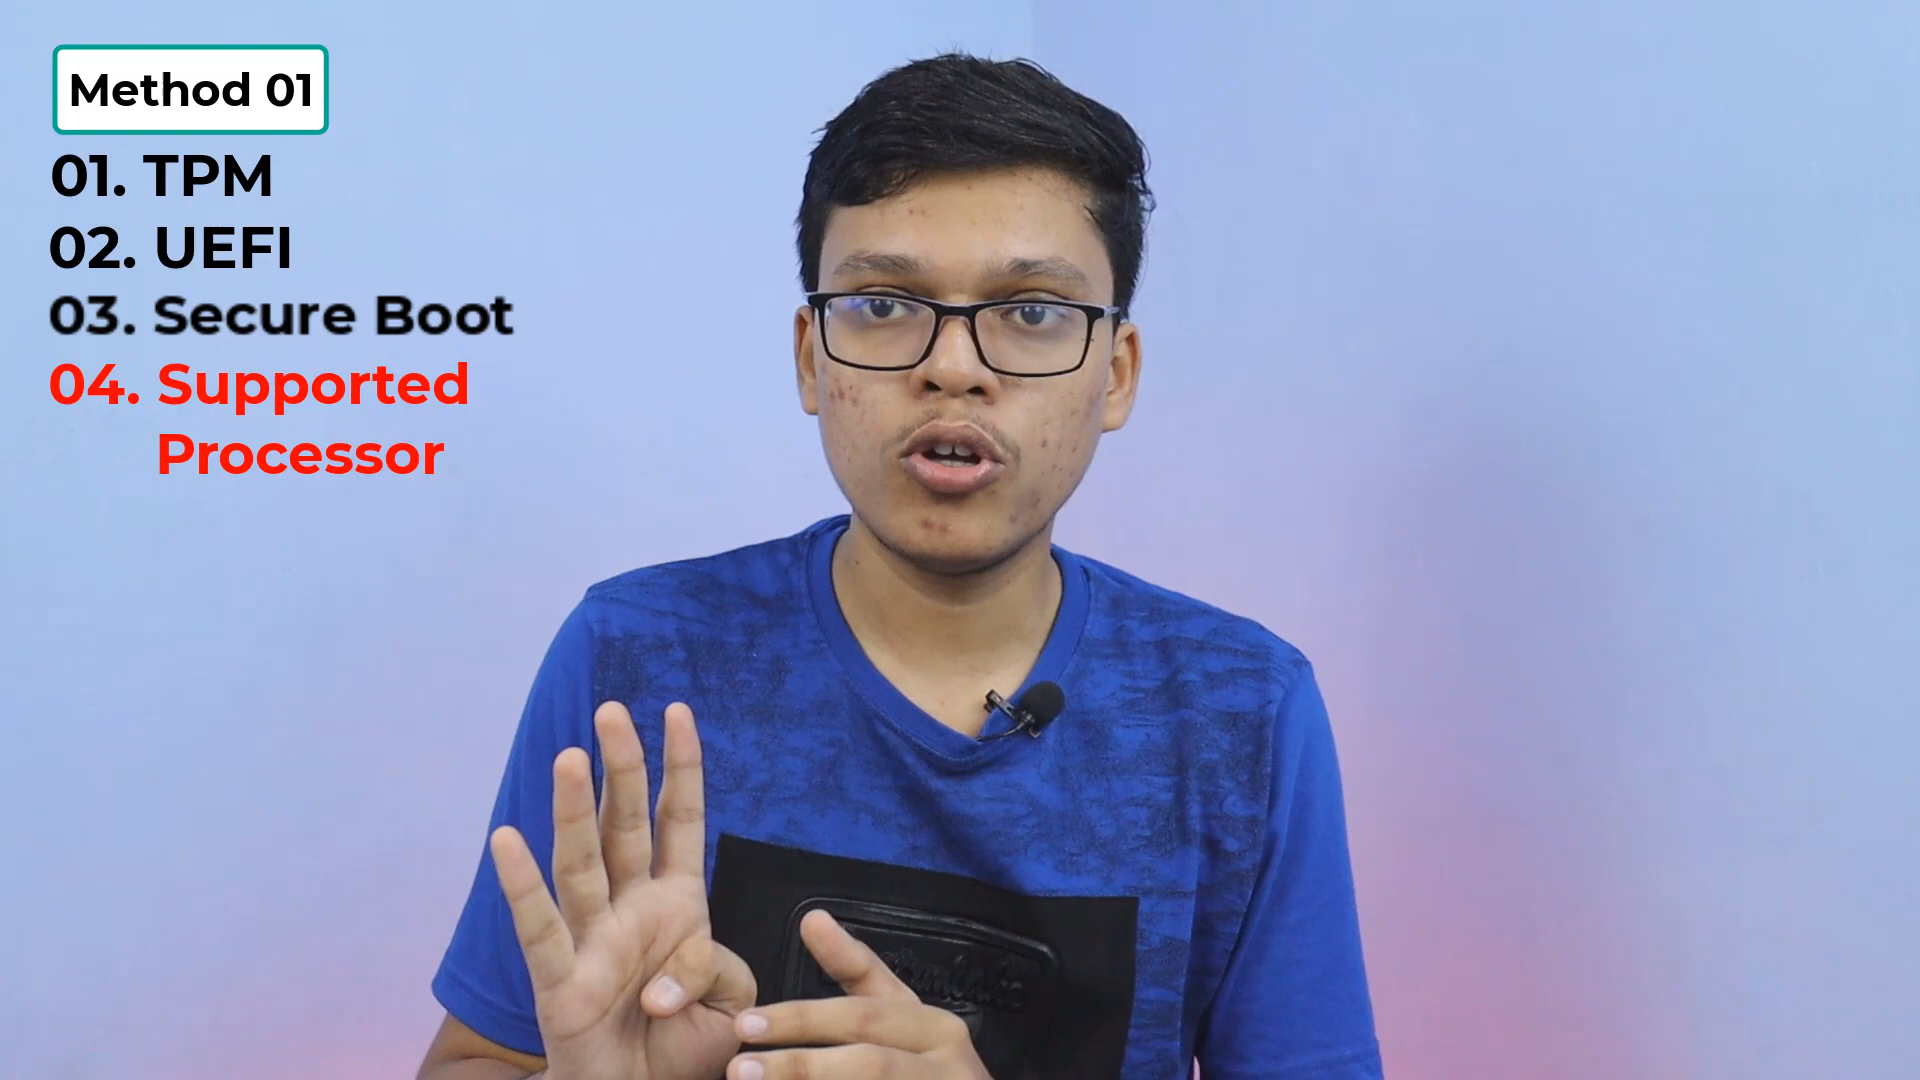 Method 01
01. TPM
02. UEFI
03. Secure Boot
04. Supported
Processor